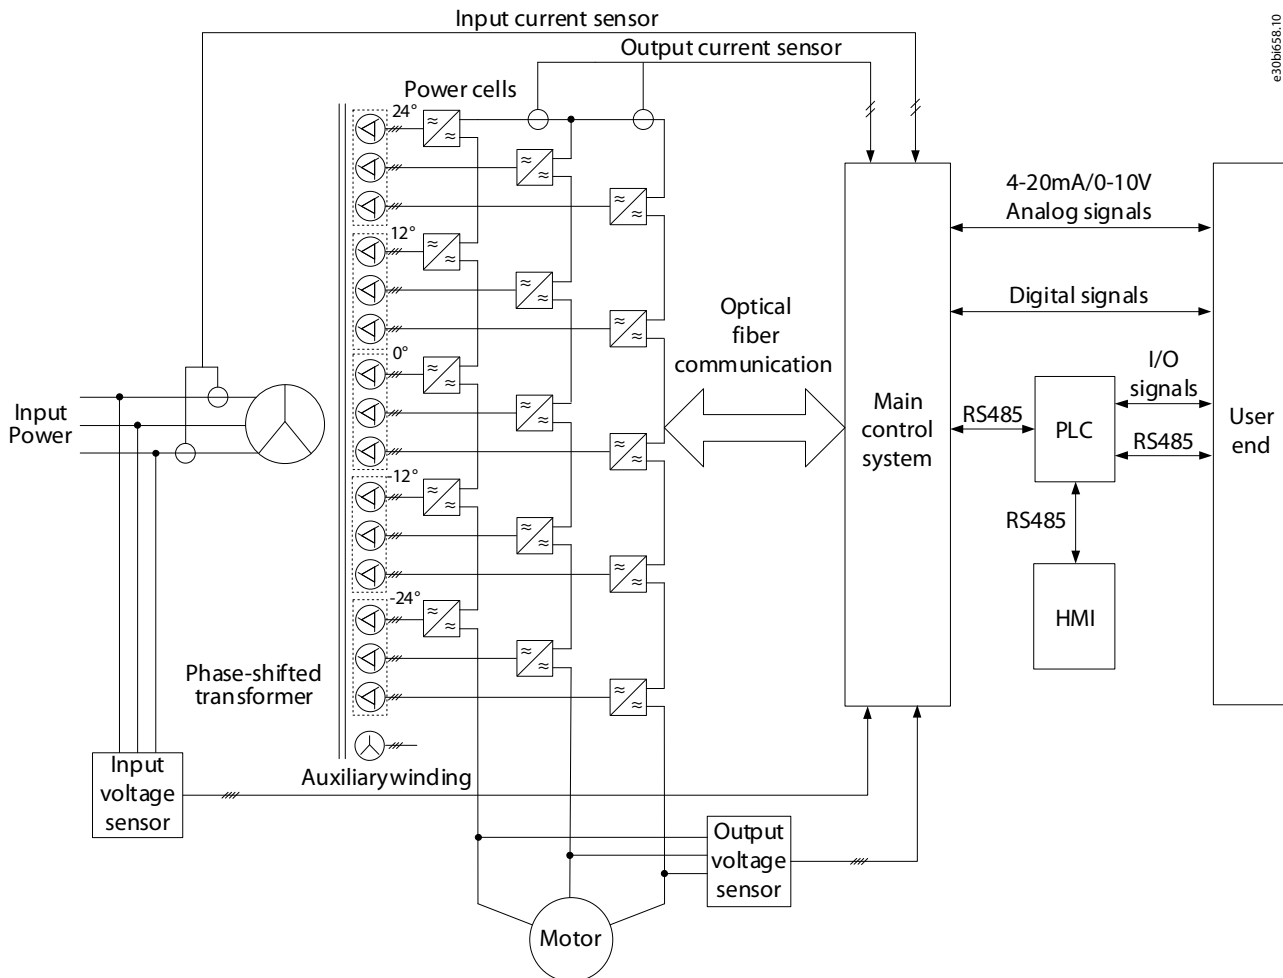 Input current sensor
Output current sensor
e30bi658.10
Power cells
24°
12°
0°
-12°
-24°
Input
Power
Phase-shifted
transformer
Auxiliary winding
Input
voltage
sensor
Output
voltage
sensor
Motor
Optical
fiber
communication
Main
control
system
4-20mA/0-10V
Analog signals
Digital signals
I/O
signals
RS485
PLC
RS485
RS485
HMI
User
end